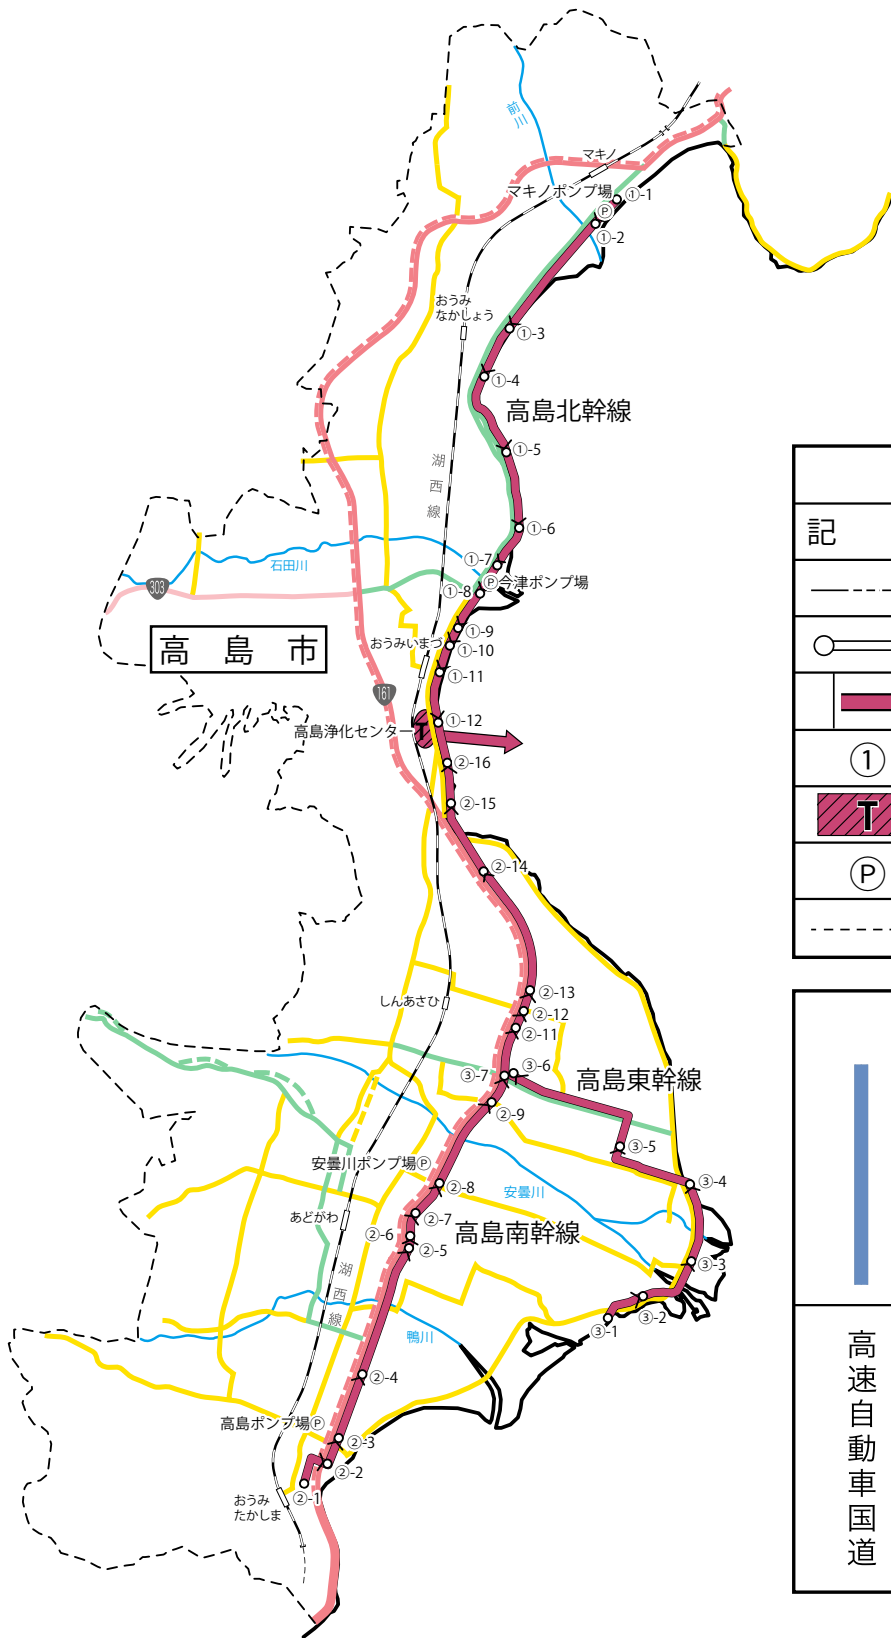 前川
マキノ
マキノポンプ場
①-1
Ⓟ
①-2
おうみ
なかしょう
①-3
①-4
高島北幹線
①-5
湖西線
記
①-6
①-7
石田川
Ⓟ今津ポンプ場
①-8
303
①-9
高島市
おうみいまづ
①-10
①-11
161
①-12
高島浄化センター
T
①
②-16
②-15
T
②-14
Ⓟ
②-13
しんあさひ
②-12
②-11
③-6
③-7
高島東幹線
②-9
③-5
安曇川ポンプ場Ⓟ
②-8
安曇川
③-4
あどがわ
②-7
高島南幹線
②-6
②-5
③-3
湖西線
③-2
③-1
鴨川
高速自動車国道
②-4
高島ポンプ場Ⓟ
②-3
②-2
②-1
おうみ
たかしま